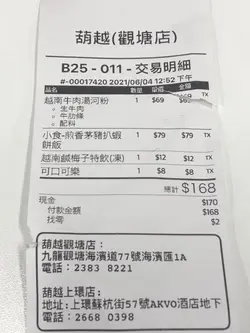 葫越(觀塘店)
B25 - 011 - 交易明細
#-00017420 2021/06/04 12:52 下午
品名 數量 單價 金額
越南牛肉湯河粉 1 $69 $69 TX
- 生牛肉
- 牛肋條
- 配料
小食-煎香茅豬扒蝦餅飯 1 $79 $79 TX
越南鹹梅子特飲(凍) 1 $12 $12 TX
可口可樂 1 $8 $8 TX
總計 $168
現金 $170
付款金額 $168
找零 $2
葫越觀塘店:
九龍觀塘海濱道77號海濱匯1A
電話: 2383 8221
葫越上環店:
地址:上環蘇杭街57號AKVO酒店地下
電話: 2668 0398